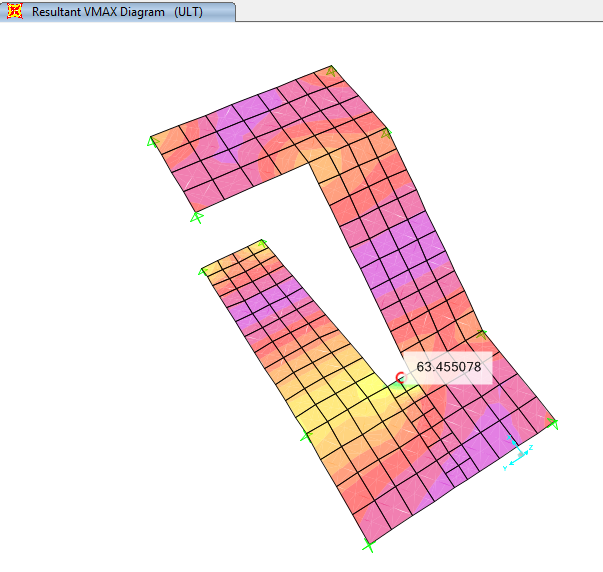 Resultant VMAX Diagram (ULT)
63.455078
Z
Y